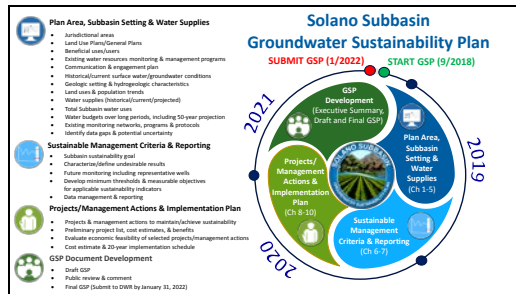 Plan Area, Subbasin Setting & Water Supplies
• Jurisdictional areas
• Land Use Plans/General Plans
• Beneficial uses/users
• Existing water resources monitoring & management programs
• Communication & engagement plan
• Historical/current surface water/groundwater conditions
• Geologic setting & hydrogeologic characteristics
• Land uses & population trends
• Water supplies (historical/current/projected)
• Total Subbasin water uses
• Water budgets over long periods, including 50-year projection
• Existing monitoring networks, programs & protocols
• Identify data gaps & potential uncertainty
Sustainable Management Criteria & Reporting
• Subbasin sustainability goal
• Characterize/define undesirable results
• Future monitoring including representative wells
• Develop minimum thresholds & measurable objectives
for applicable sustainability indicators
• Data management & reporting
Projects/Management Actions & Implementation Plan
• Projects & management actions to maintain/achieve sustainability
• Preliminary project list, cost estimates, & benefits
• Evaluate economic feasibility of selected projects/management actions
• Cost estimate & 20-year implementation schedule
GSP Document Development
• Draft GSP
• Public review & comment
• Final GSP (Submit to DWR by January 31, 2022)
Solano Subbasin
Groundwater Sustainability Plan
SUBMIT GSP (1/2022)
START GSP (9/2018)
2021
2019
2020
GSP
Development
(Executive Summary,
Draft and Final GSP)
Plan Area,
Subbasin
Setting &
Water
Supplies
(Ch 1-5)
Sustainable
Management
Criteria & Reporting
(Ch 6-7)
Projects/
Management
Actions &
Implementation
Plan
(Ch 8-10)
SOLANO SUBBASIN